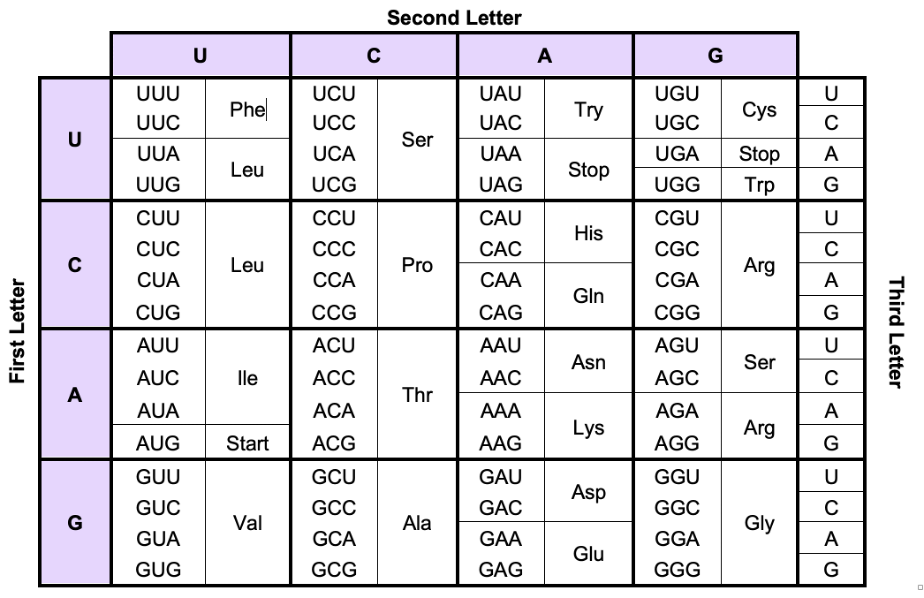 Second Letter
U C A G
UUU Phe UCU Ser UAU Try UGU Cys U
UUC UCC UAC UGC C
U UUA Leu UCA UAA Stop UGA Stop A
UUG UCG UAG UGG Trp G
CUU Leu CCU Pro CAU His CGU Arg U
CUC CCC CAC CGC C
C CUA CCA CAA Gln CGA A
CUG CCG CAG CGG G
AUU Ile ACU Thr AAU Asn AGU Ser U
AUC ACC AAC AGC C
A AUA ACA AAA Lys AGA Arg A
AUG Start ACG AAG AGG G
GUU Val GCU Ala GAU Asp GGU Gly U
GUC GCC GAC GGC C
G GUA GCA GAA Glu GGA A
GUG GCG GAG GGG G
First Letter
Third Letter